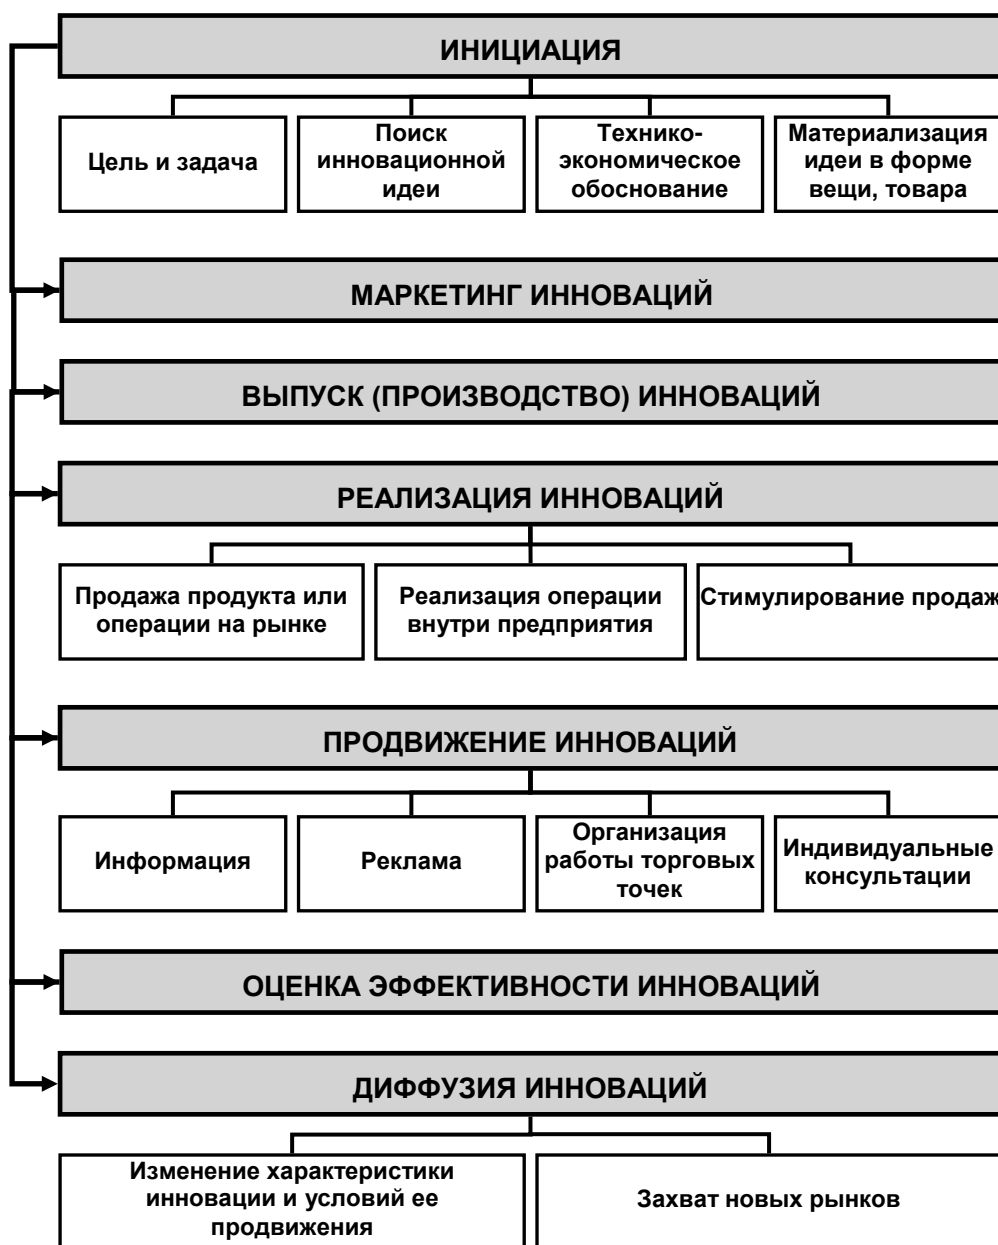 ИНИЦИАЦИЯ
Цель и задача
Поиск
инновационной
идеи
Технико-
экономическое
обоснование
Материализация
идеи в форме
вещи, товара
МАРКЕТИНГ ИННОВАЦИЙ
ВЫПУСК (ПРОИЗВОДСТВО) ИННОВАЦИЙ
РЕАЛИЗАЦИЯ ИННОВАЦИЙ
Продажа продукта или
операции на рынке
Реализация операции
внутри предприятия
Стимулирование продаж
ПРОДВИЖЕНИЕ ИННОВАЦИЙ
Информация
Реклама
Организация
работы торговых
точек
Индивидуальные
консультации
ОЦЕНКА ЭФФЕКТИВНОСТИ ИННОВАЦИЙ
ДИФФУЗИЯ ИННОВАЦИЙ
Изменение характеристики
инновации и условий ее
продвижения
Захват новых рынков